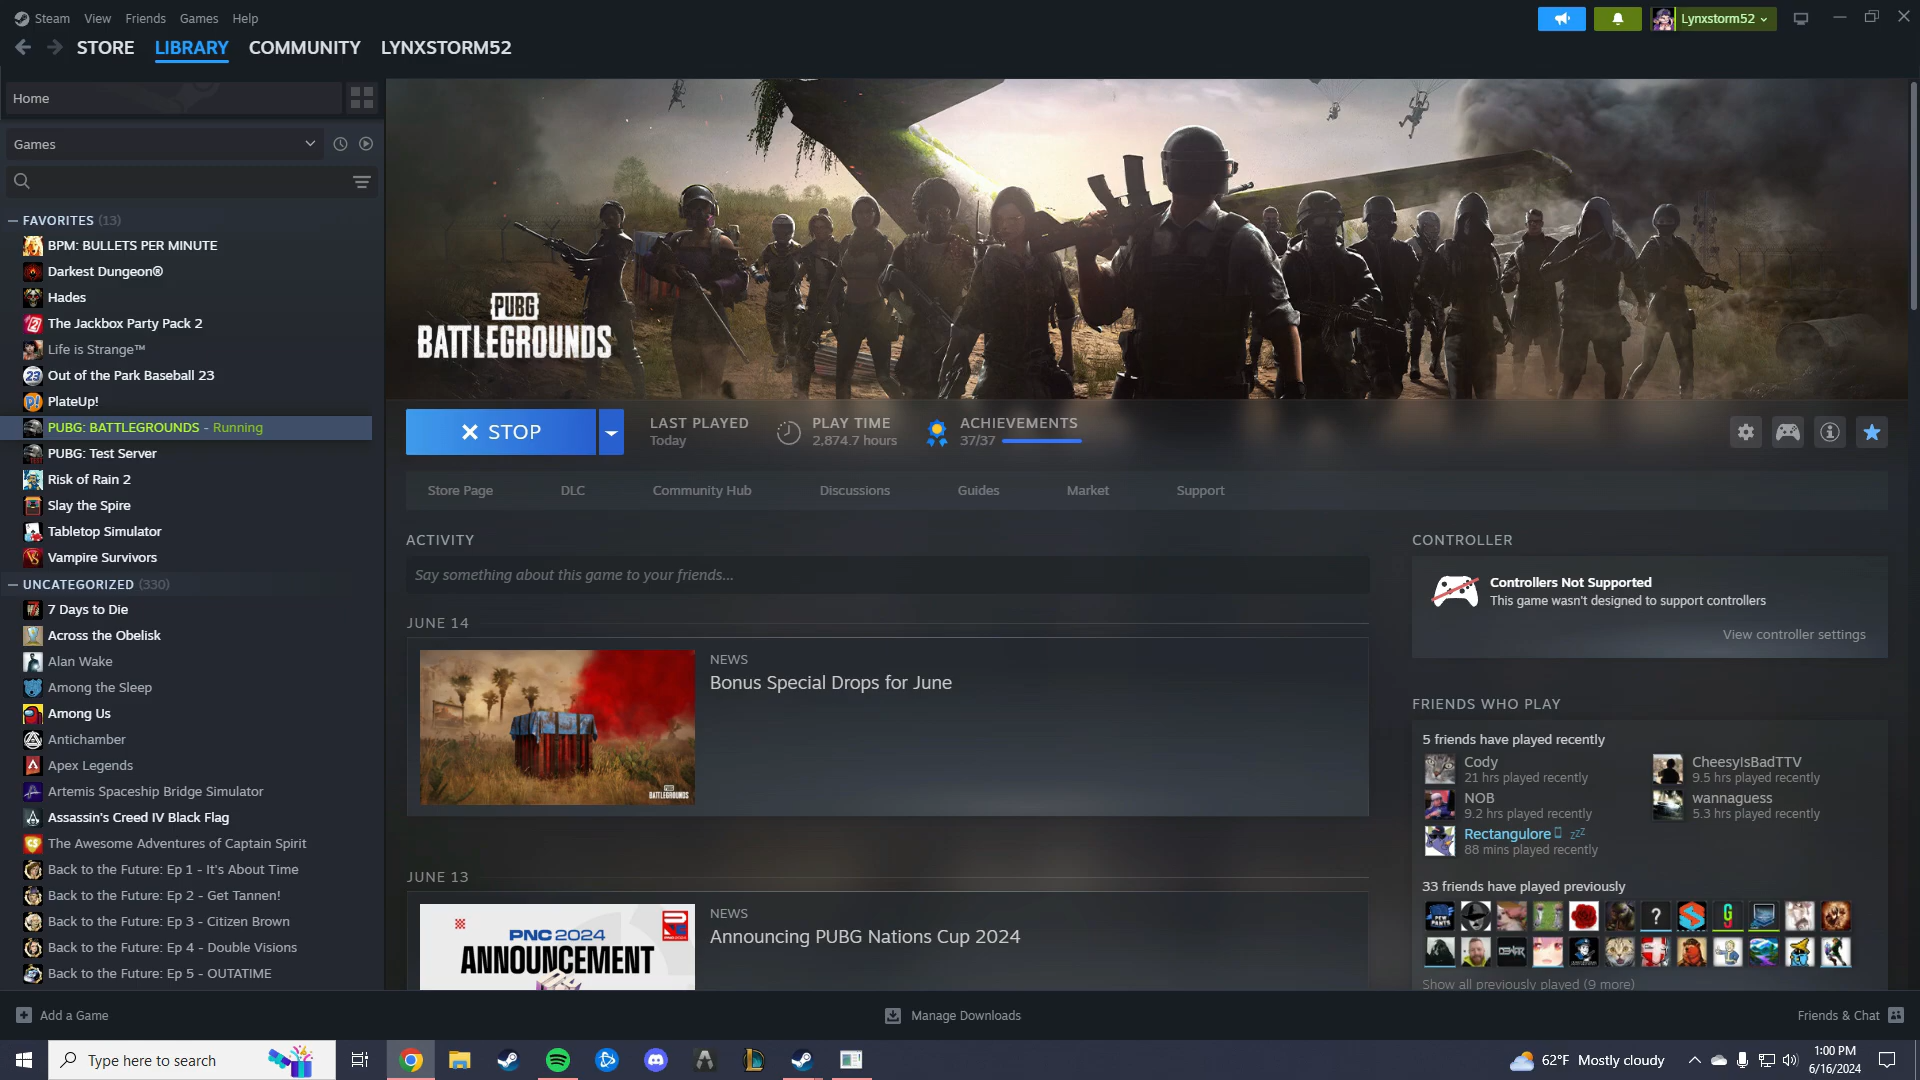 Steam View Friends Games Help
Lynxstorm52
STORE LIBRARY COMMUNITY LYNXSTORM52
Home
Games
FAVORITES (13)
BPM: BULLETS PER MINUTE
Darkest Dungeon®
Hades
The Jackbox Party Pack 2
Life is Strange™
Out of the Park Baseball 23
PlateUp!
PUBG: BATTLEGROUNDS - Running
PUBG: Test Server
Risk of Rain 2
Slay the Spire
Tabletop Simulator
Vampire Survivors
UNCATEGORIZED (330)
7 Days to Die
Across the Obelisk
Alan Wake
Among the Sleep
Among Us
Antichamber
Apex Legends
Artemis Spaceship Bridge Simulator
Assassin's Creed IV Black Flag
The Awesome Adventures of Captain Spirit
Back to the Future: Ep 1 - It's About Time
Back to the Future: Ep 2 - Get Tannen!
Back to the Future: Ep 3 - Citizen Brown
Back to the Future: Ep 4 - Double Visions
Back to the Future: Ep 5 - OUTATIME
PUBG
BATTLEGROUNDS
STOP
LAST PLAYED
Today
PLAY TIME
2,874.7 hours
ACHIEVEMENTS
37/37
Store Page DLC Community Hub Discussions Guides Market Support
ACTIVITY
Say something about this game to your friends...
JUNE 14
PUBG
BATTLEGROUNDS
NEWS
Bonus Special Drops for June
JUNE 13
PNC 2024
ANNOUNCEMENT
NEWS
Announcing PUBG Nations Cup 2024
CONTROLLER
Controllers Not Supported
This game wasn't designed to support controllers
View controller settings
FRIENDS WHO PLAY
5 friends have played recently
Cody
21 hrs played recently
CheesyIsBadTTV
9.5 hrs played recently
NOB
9.2 hrs played recently
wannaguess
5.3 hrs played recently
Rectangulore zzZ
88 mins played recently
33 friends have played previously
Show all previously played (9 more)
Add a Game
Manage Downloads
Friends & Chat
Type here to search
62°F Mostly cloudy
1:00 PM
6/16/2024